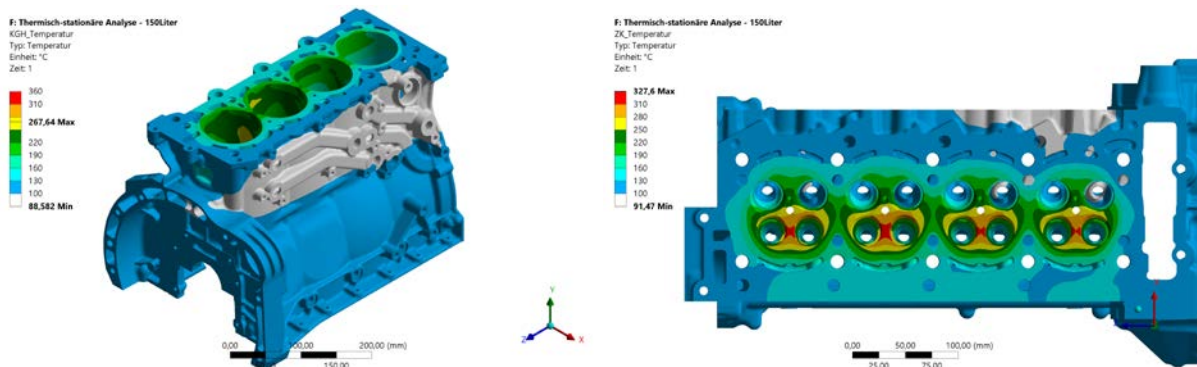 F: Thermisch-stationäre Analyse - 150Liter
KGH_Temperatur
Typ: Temperatur
Einheit: °C
Zeit: 1
360
310
267,64 Max
220
190
160
130
100
88,582 Min
0,00
100,00
200,00 (mm)
150,00
Y
Z
X
F: Thermisch-stationäre Analyse - 150Liter
ZK_Temperatur
Typ: Temperatur
Einheit: °C
Zeit: 1
327,6 Max
310
280
250
220
190
160
130
100
91,47 Min
0,00
50,00
100,00 (mm)
25,00
75,00